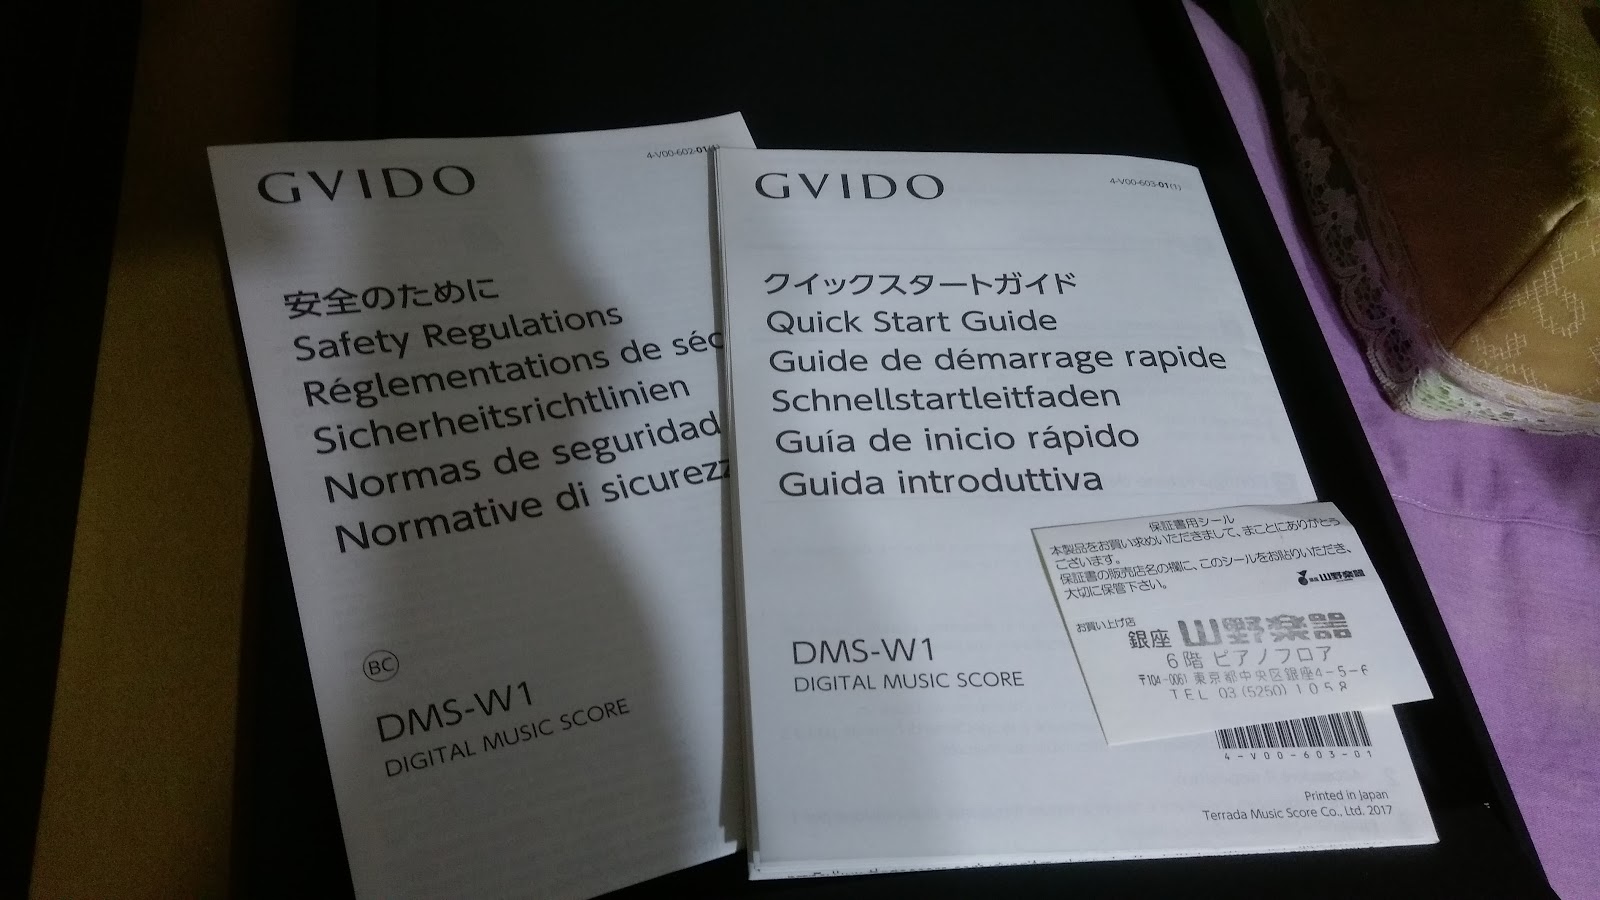 GVIDO
4-V00-602-01(1)
安全のために
Safety Regulations
Réglementations de séc
Sicherheitsrichtlinien
Normas de seguridad
Normative di sicurezz
BC
DMS-W1
DIGITAL MUSIC SCORE
GVIDO
4-V00-603-01(1)
クイックスタートガイド
Quick Start Guide
Guide de démarrage rapide
Schnellstartleitfaden
Guía de inicio rápido
Guida introduttiva
DMS-W1
DIGITAL MUSIC SCORE
保証書用シール
本製品をお買い求めいただきまして、まことにありがとう
ございます。
保証書の販売店名の欄に、このシールをお貼りいただき、
大切に保管下さい。
銀座 山野楽器
お買い上げ店
銀座 山野楽器
6階 ピアノフロア
〒104-0061 東京都中央区銀座4-5-6
TEL 03 (5250) 1058
4-V00-603-01
Printed in Japan
Terrada Music Score Co., Ltd. 2017